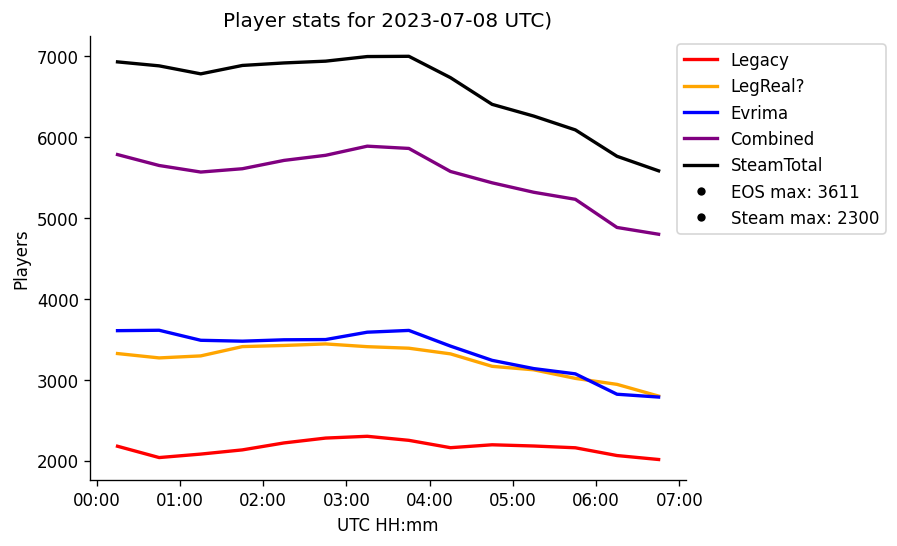 Player stats for 2023-07-08 UTC)
7000
6000
5000
4000
3000
2000
Players
00:00 01:00 02:00 03:00 04:00 05:00 06:00 07:00
UTC HH:mm
Legacy
LegReal?
Evrima
Combined
SteamTotal
EOS max: 3611
Steam max: 2300